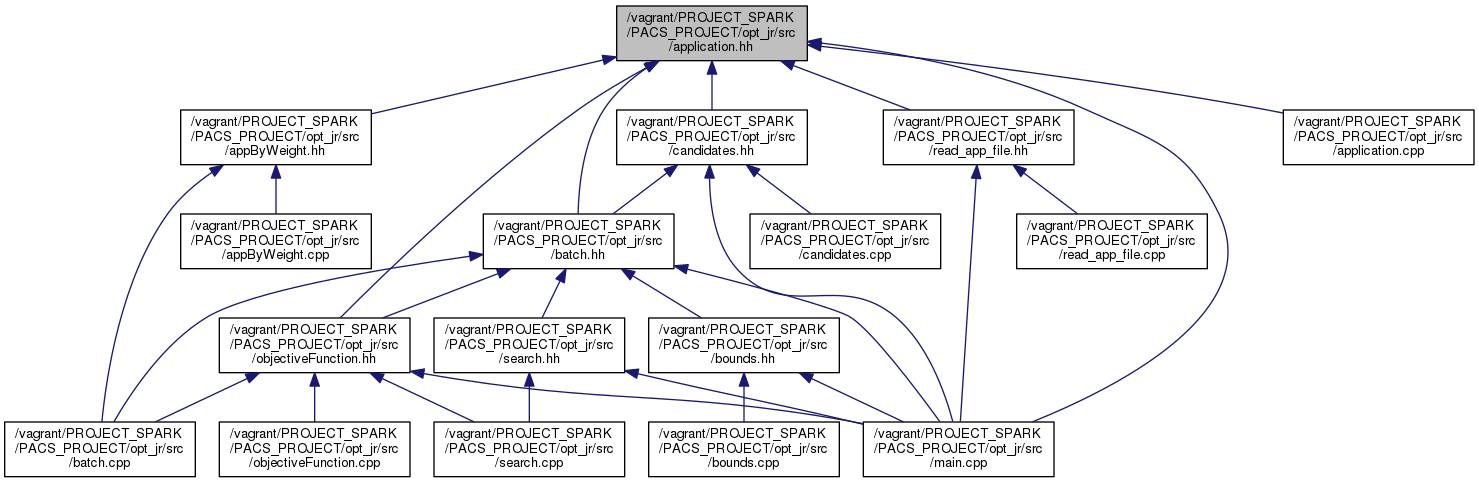 /vagrant/PROJECT_SPARK
/PACS_PROJECT/opt_jr/src
/application.hh
/vagrant/PROJECT_SPARK
/PACS_PROJECT/opt_jr/src
/appByWeight.hh
/vagrant/PROJECT_SPARK
/PACS_PROJECT/opt_jr/src
/candidates.hh
/vagrant/PROJECT_SPARK
/PACS_PROJECT/opt_jr/src
/read_app_file.hh
/vagrant/PROJECT_SPARK
/PACS_PROJECT/opt_jr/src
/application.cpp
/vagrant/PROJECT_SPARK
/PACS_PROJECT/opt_jr/src
/appByWeight.cpp
/vagrant/PROJECT_SPARK
/PACS_PROJECT/opt_jr/src
/batch.hh
/vagrant/PROJECT_SPARK
/PACS_PROJECT/opt_jr/src
/candidates.cpp
/vagrant/PROJECT_SPARK
/PACS_PROJECT/opt_jr/src
/read_app_file.cpp
/vagrant/PROJECT_SPARK
/PACS_PROJECT/opt_jr/src
/objectiveFunction.hh
/vagrant/PROJECT_SPARK
/PACS_PROJECT/opt_jr/src
/search.hh
/vagrant/PROJECT_SPARK
/PACS_PROJECT/opt_jr/src
/bounds.hh
/vagrant/PROJECT_SPARK
/PACS_PROJECT/opt_jr/src
/batch.cpp
/vagrant/PROJECT_SPARK
/PACS_PROJECT/opt_jr/src
/objectiveFunction.cpp
/vagrant/PROJECT_SPARK
/PACS_PROJECT/opt_jr/src
/search.cpp
/vagrant/PROJECT_SPARK
/PACS_PROJECT/opt_jr/src
/bounds.cpp
/vagrant/PROJECT_SPARK
/PACS_PROJECT/opt_jr/src
/main.cpp